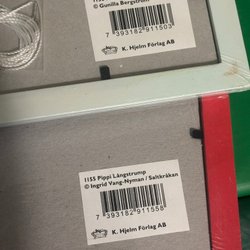 © Gunilla Bergström
7 393182 911503
K. Hjelm Förlag AB
1155 Pippi Långstrump
© Ingrid Vang-Nyman / Saltkråkan
7 393182 911558
K. Hjelm Förlag AB